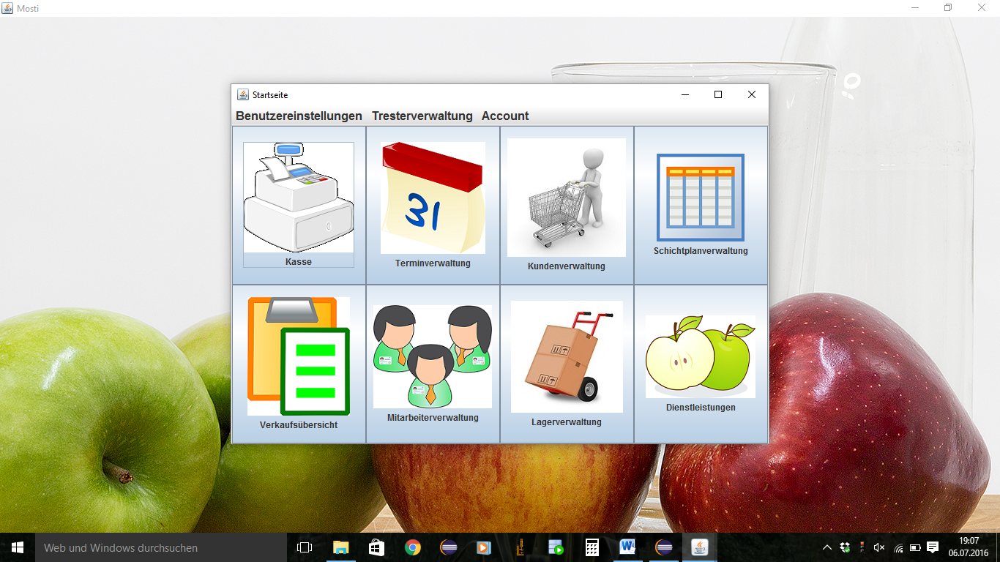 Mosti
Startseite
Benutzereinstellungen Tresterverwaltung Account
31
Kasse
Terminverwaltung
Kundenverwaltung
Schichtplanverwaltung
Verkaufsübersicht
Mitarbeiterverwaltung
Lagerverwaltung
Dienstleistungen
Web und Windows durchsuchen
19:07
06.07.2016